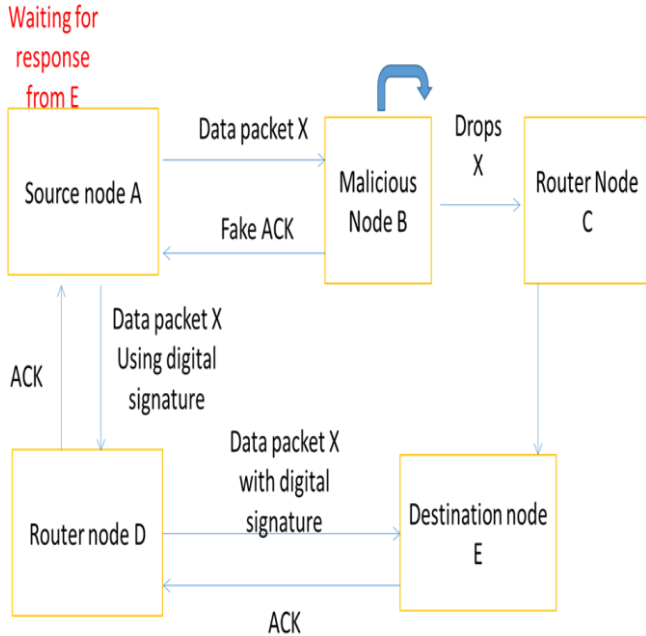 Waiting for
response
from E
Source node A
Data packet X
Fake ACK
Malicious
Node B
Drops
X
Router Node
C
ACK
Data packet X
Using digital
signature
Router node D
Data packet X
with digital
signature
ACK
Destination node
E